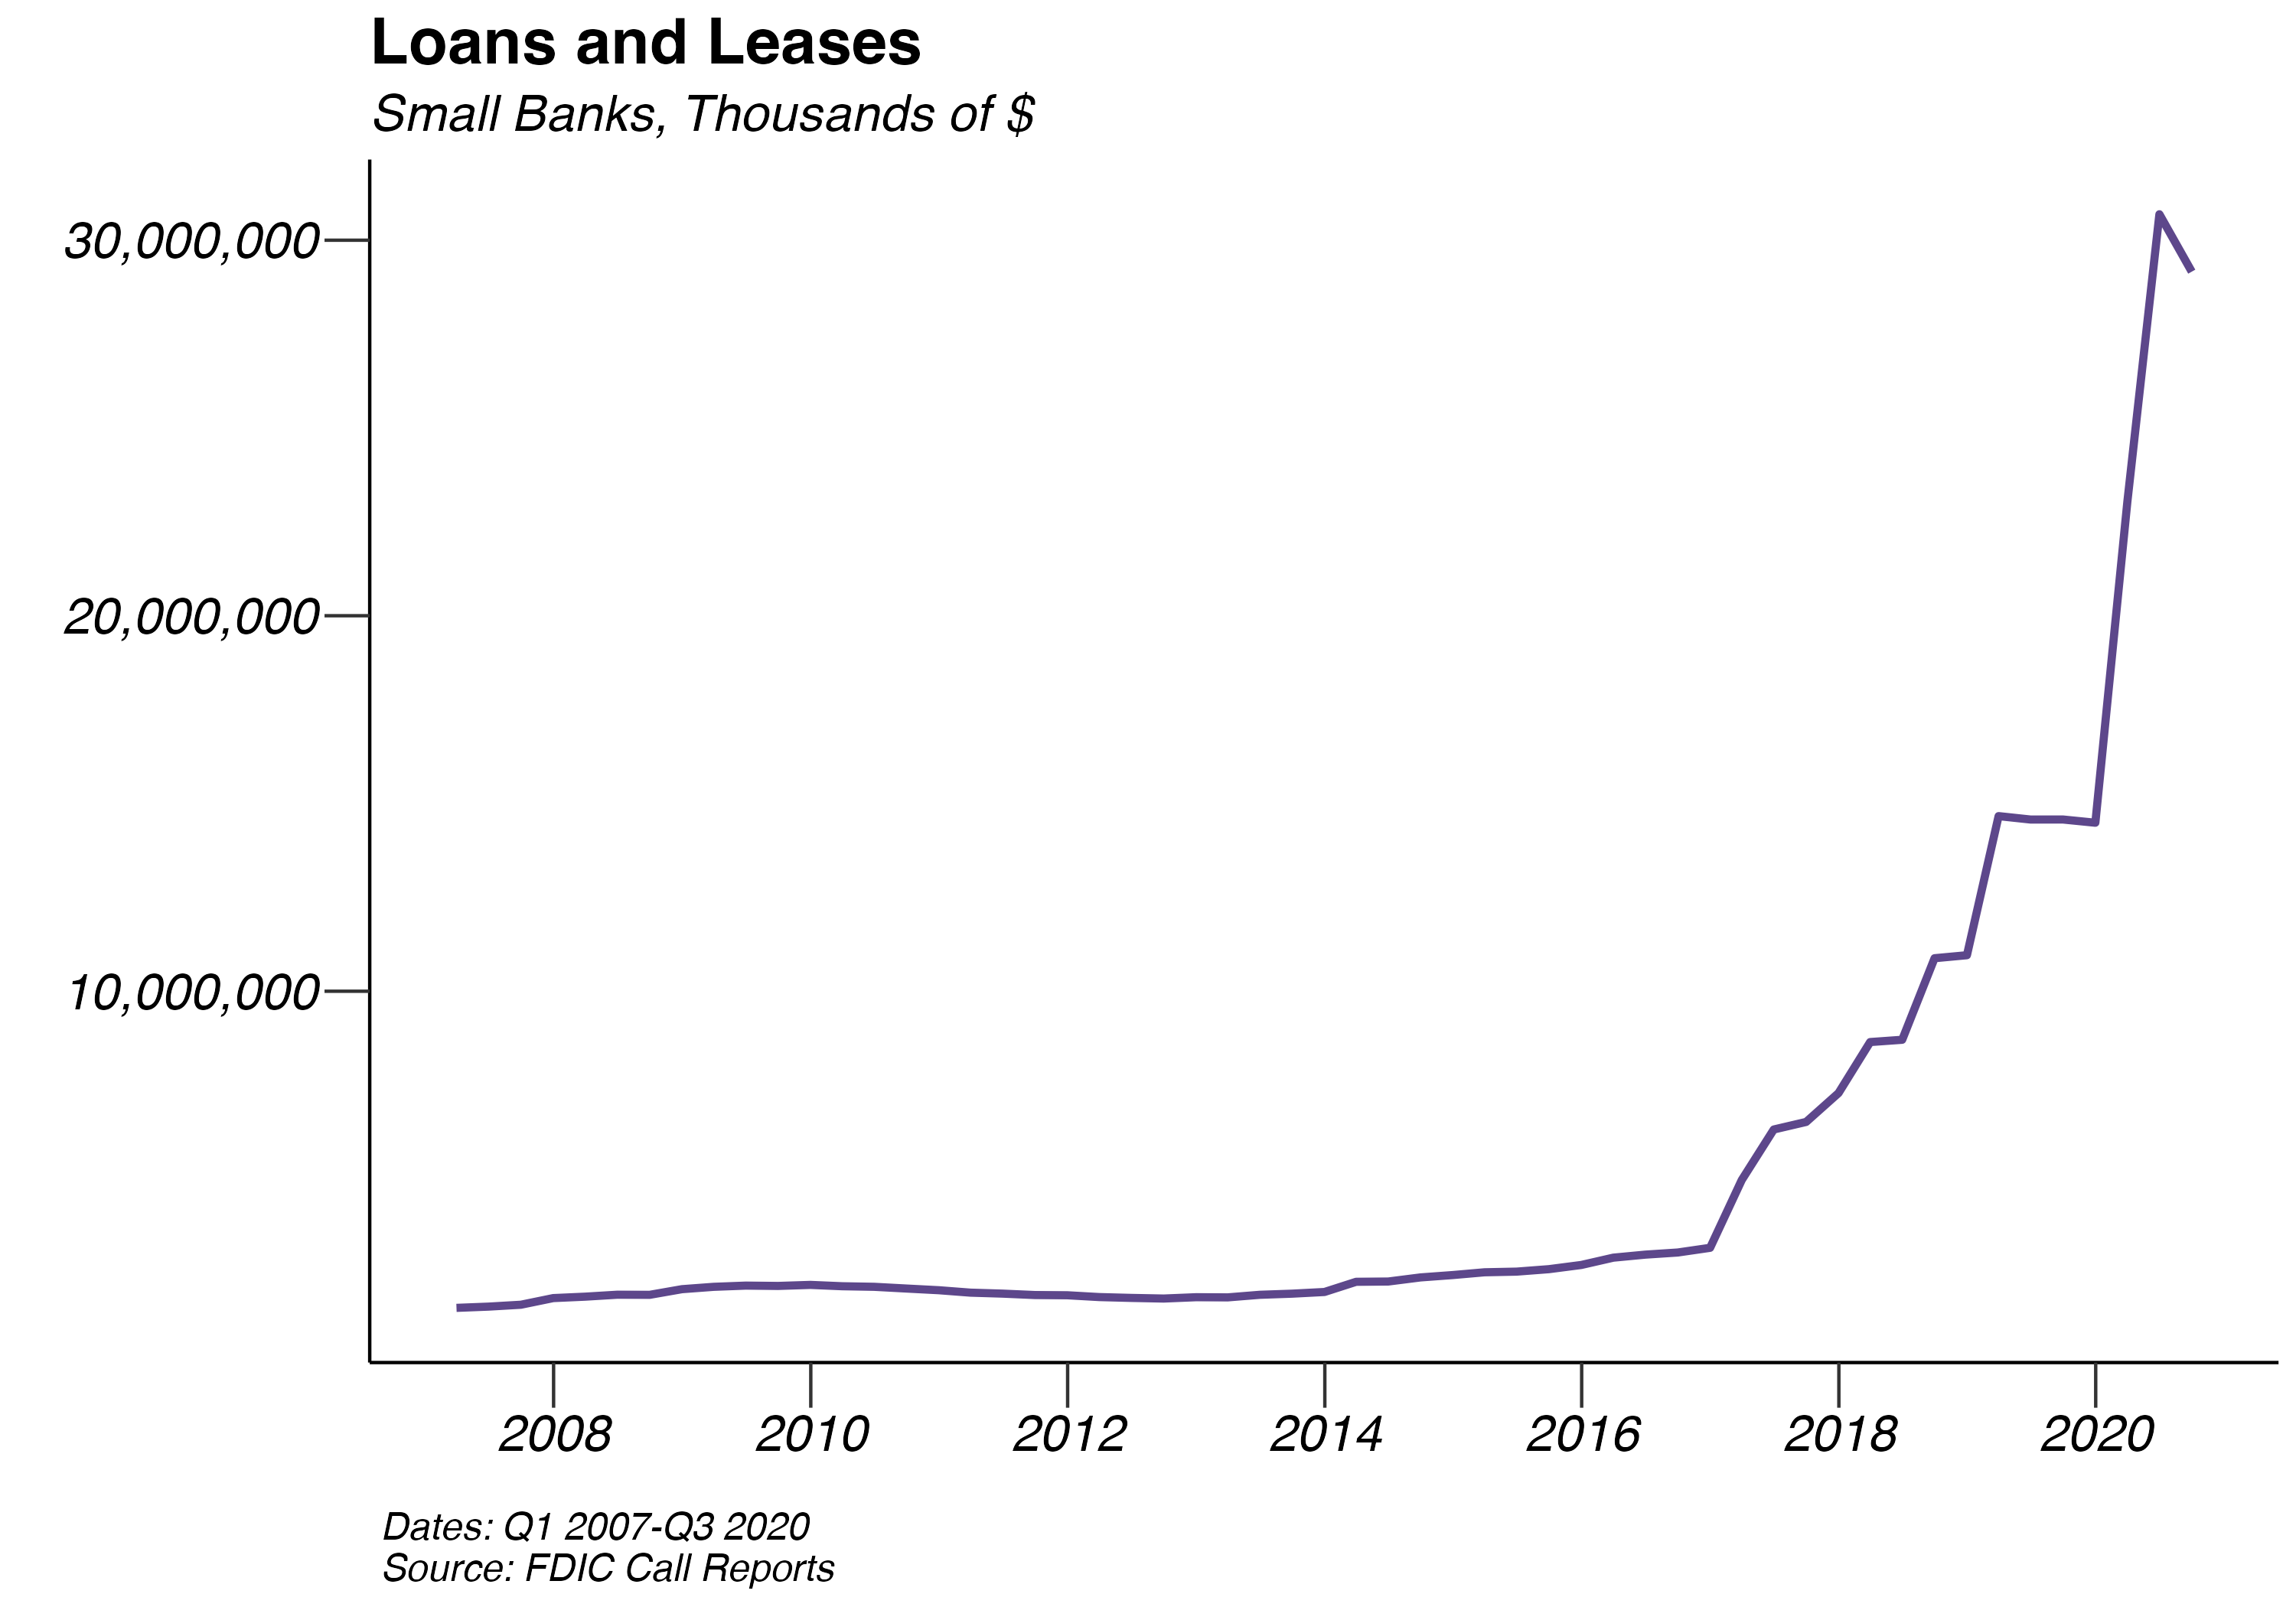 Loans and Leases
Small Banks, Thousands of $
30,000,000
20,000,000
10,000,000
2008 2010 2012 2014 2016 2018 2020
Dates: Q1 2007-Q3 2020
Source: FDIC Call Reports